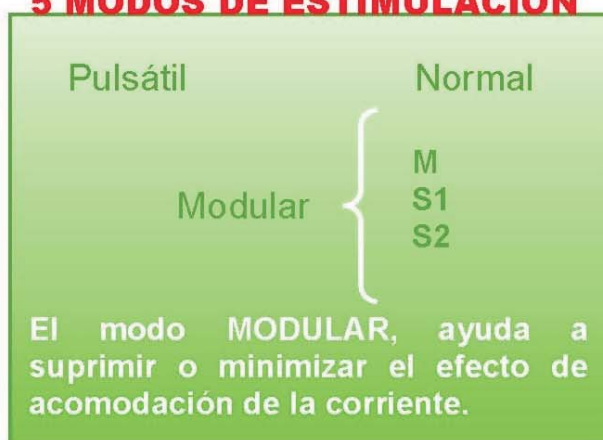 5 MODOS DE ESTIMULACIÓN
Pulsátil Normal
M
Modular S1
S2
El modo MODULAR, ayuda a
suprimir o minimizar el efecto de
acomodación de la corriente.